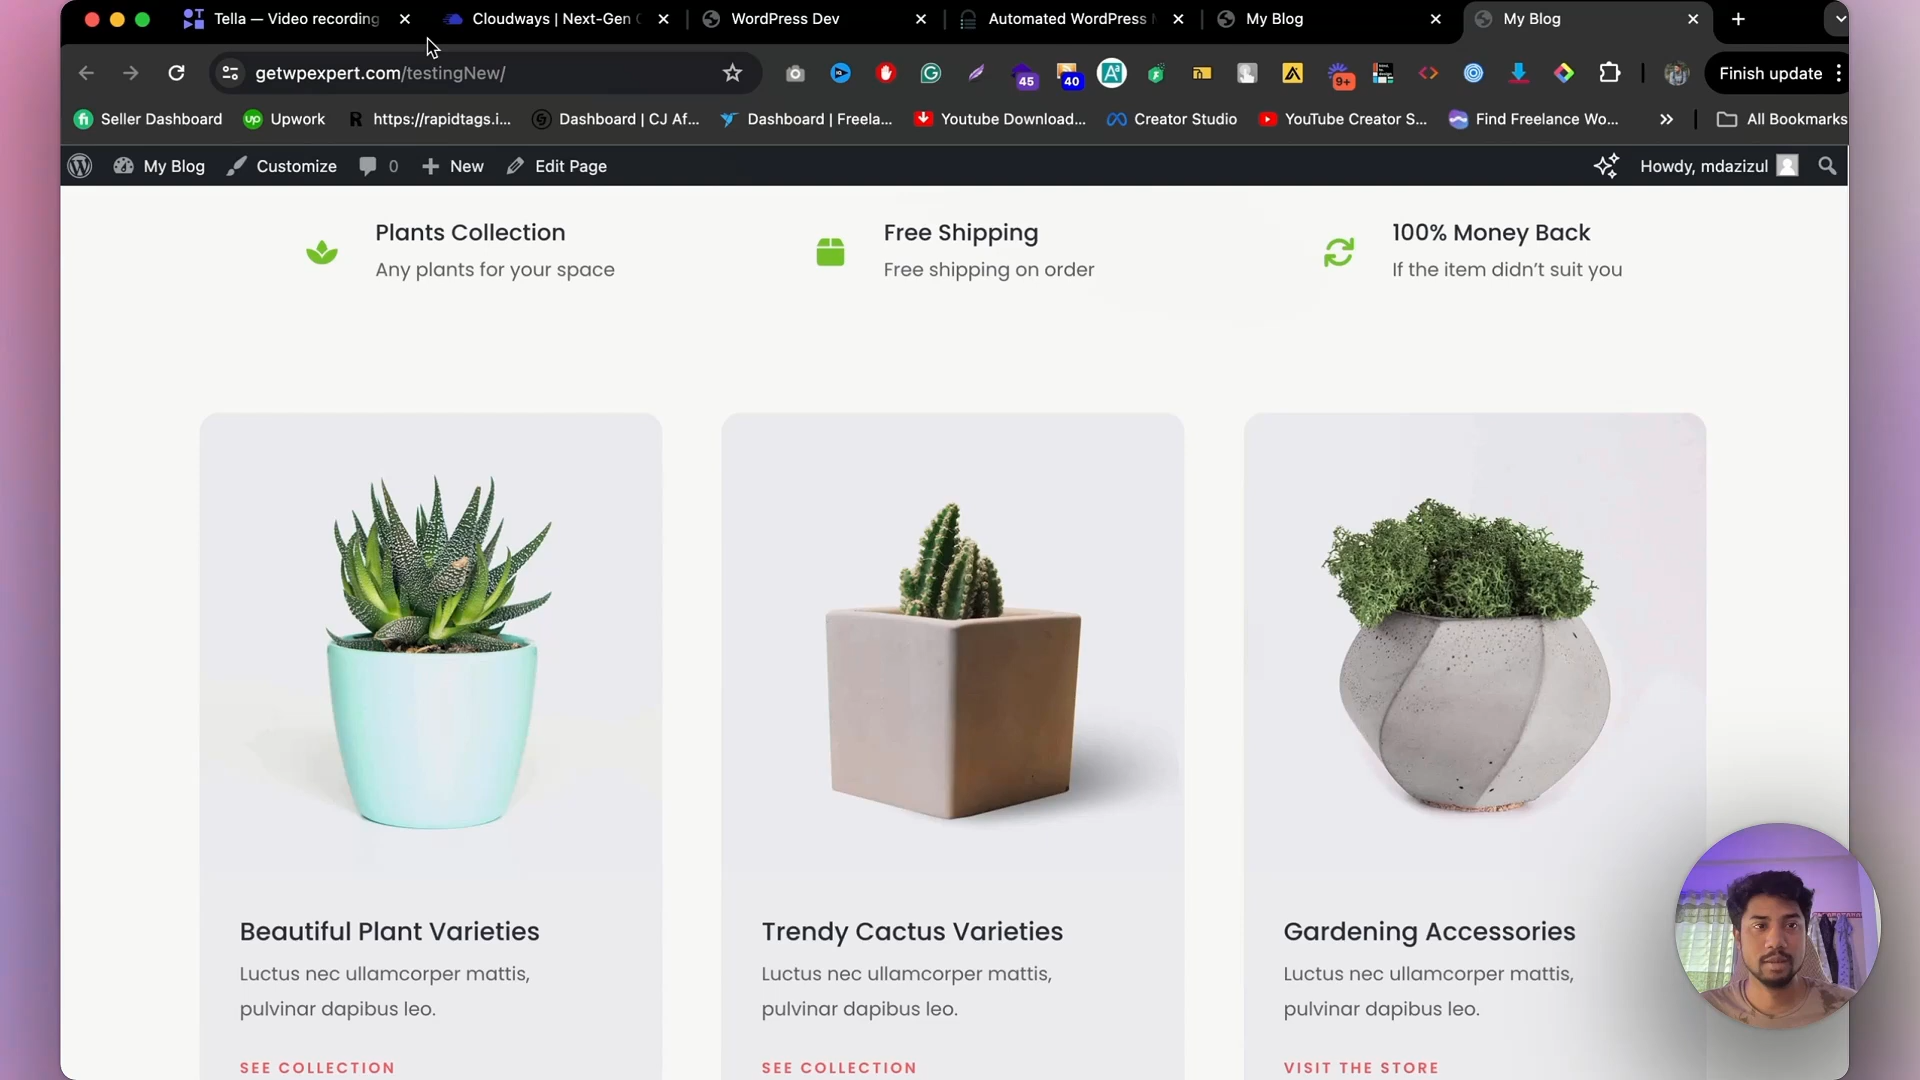 Tella — Video recording
Cloudways | Next-Gen
WordPress Dev
Automated WordPress
My Blog
My Blog
getwpexpert.com/testingNew/
45
40
9+
Finish update
Seller Dashboard
up Upwork
https://rapidtags.i...
Dashboard | CJ Af...
Dashboard | Freela...
Youtube Download...
Creator Studio
YouTube Creator S...
Find Freelance Wo...
All Bookmarks
My Blog
Customize
0
New
Edit Page
Howdy, mdazizul
Plants Collection
Any plants for your space
Free Shipping
Free shipping on order
100% Money Back
If the item didn't suit you
Beautiful Plant Varieties
Luctus nec ullamcorper mattis,
pulvinar dapibus leo.
SEE COLLECTION
Trendy Cactus Varieties
Luctus nec ullamcorper mattis,
pulvinar dapibus leo.
SEE COLLECTION
Gardening Accessories
Luctus nec ullamcorper mattis,
pulvinar dapibus leo.
VISIT THE STORE